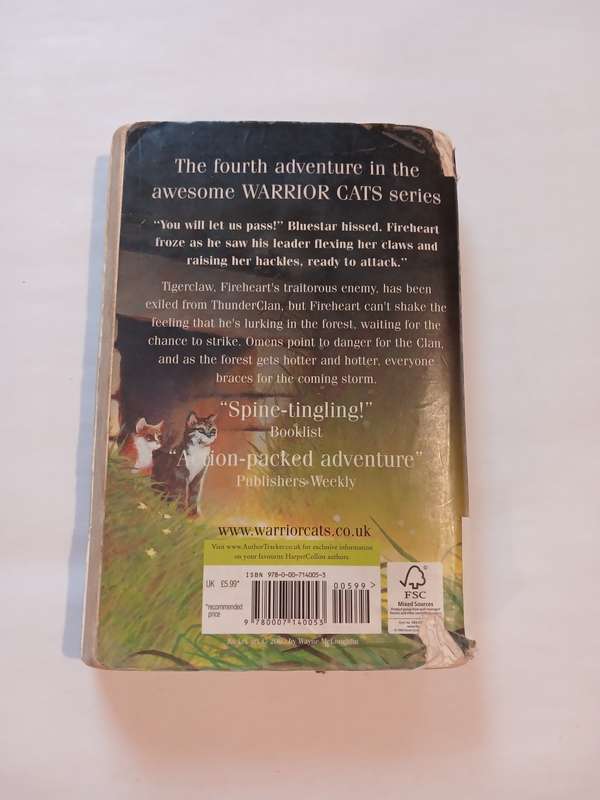 The fourth adventure in the
awesome WARRIOR CATS series
“You will let us pass!” Bluestar hissed. Fireheart
froze as he saw his leader flexing her claws and
raising her hackles, ready to attack.”
Tigerclaw, Fireheart's traitorous enemy, has been
exiled from ThunderClan, but Fireheart can't shake the
feeling that he's lurking in the forest, waiting for the
chance to strike. Omens point to danger for the Clan,
and as the forest gets hotter and hotter, everyone
braces for the coming storm.
“Spine-tingling!”
Booklist
“Action-packed adventure”
Publishers Weekly
www.warriorcats.co.uk
Visit www.AuthorTracker.co.uk for exclusive information
on your favourite HarperCollins authors.
ISBN 978-0-00-714005-3
UK £5.99*
00599 >
*recommended
price
9 780007 140053
FSC
Mixed Sources
by Wayne McLoughlin